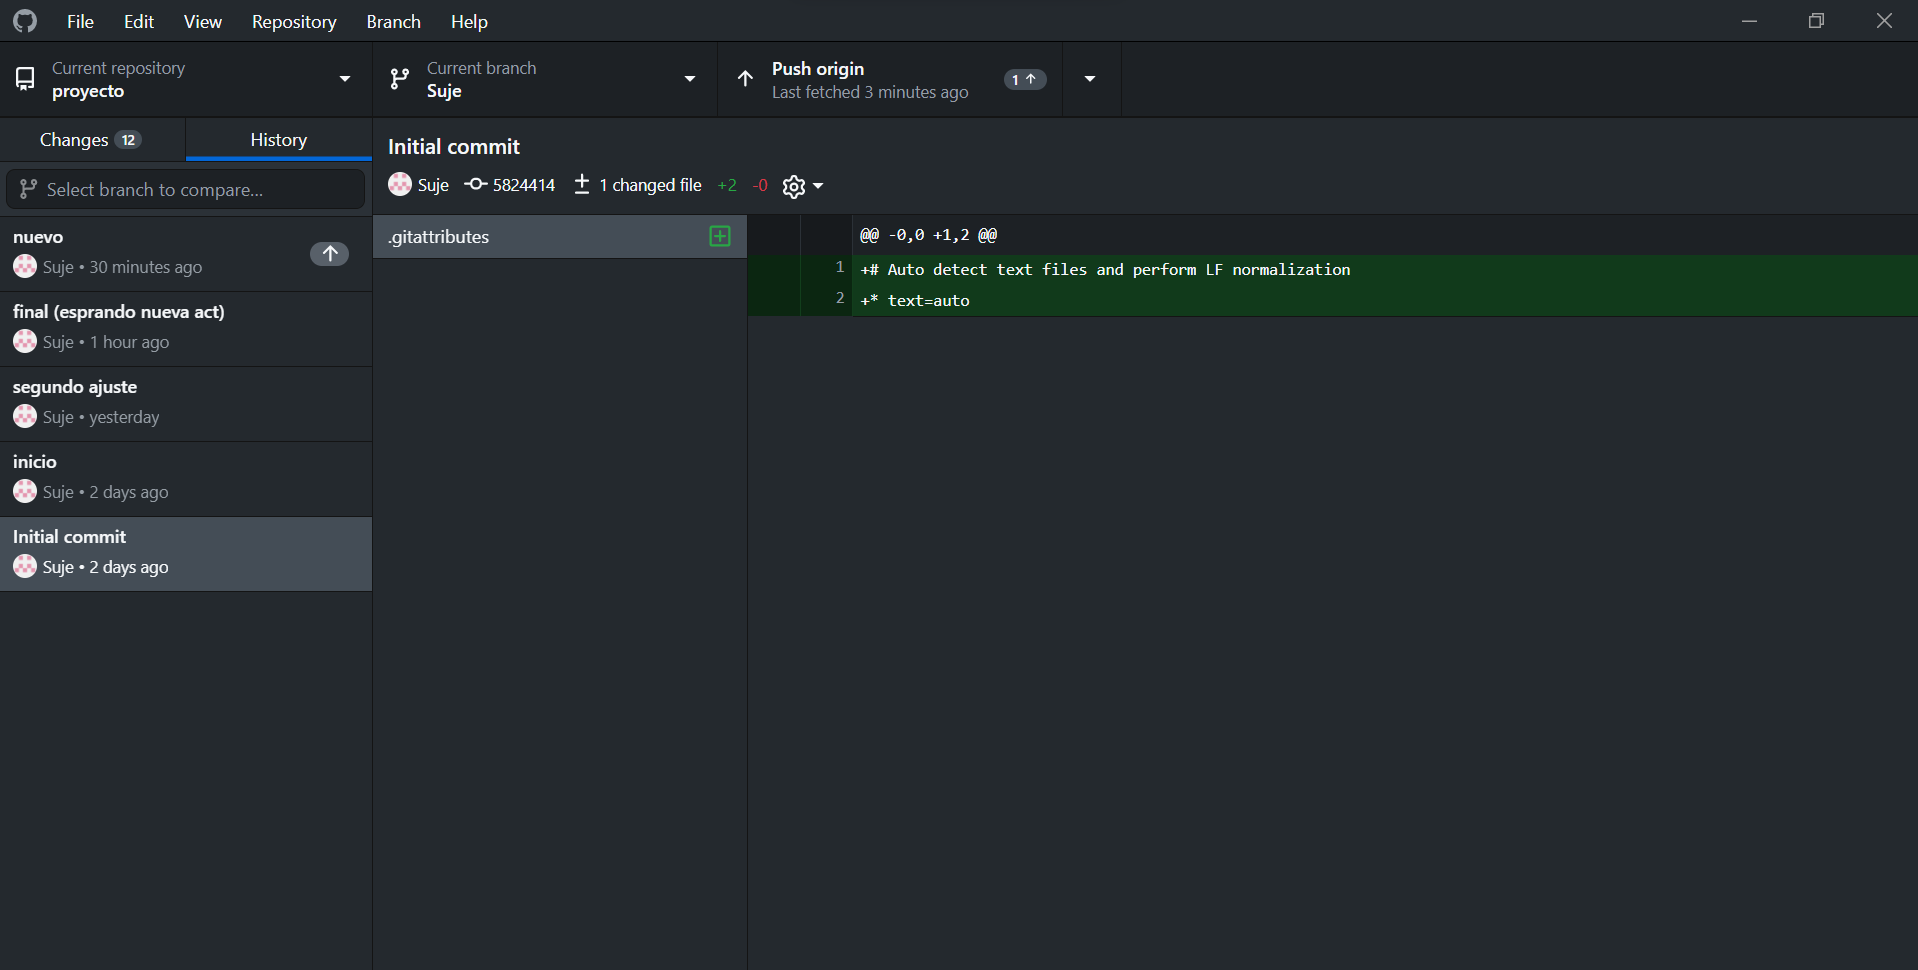 File Edit View Repository Branch Help
Current repository
proyecto
Current branch
Suje
Push origin
Last fetched 3 minutes ago
1
Changes 12
History
Select branch to compare...
nuevo
Suje • 30 minutes ago
final (esprando nueva act)
Suje • 1 hour ago
segundo ajuste
Suje • yesterday
inicio
Suje • 2 days ago
Initial commit
Suje • 2 days ago
Initial commit
Suje 5824414 1 changed file +2 -0
.gitattributes
@@ -0,0 +1,2 @@
1 +# Auto detect text files and perform LF normalization
2 +* text=auto